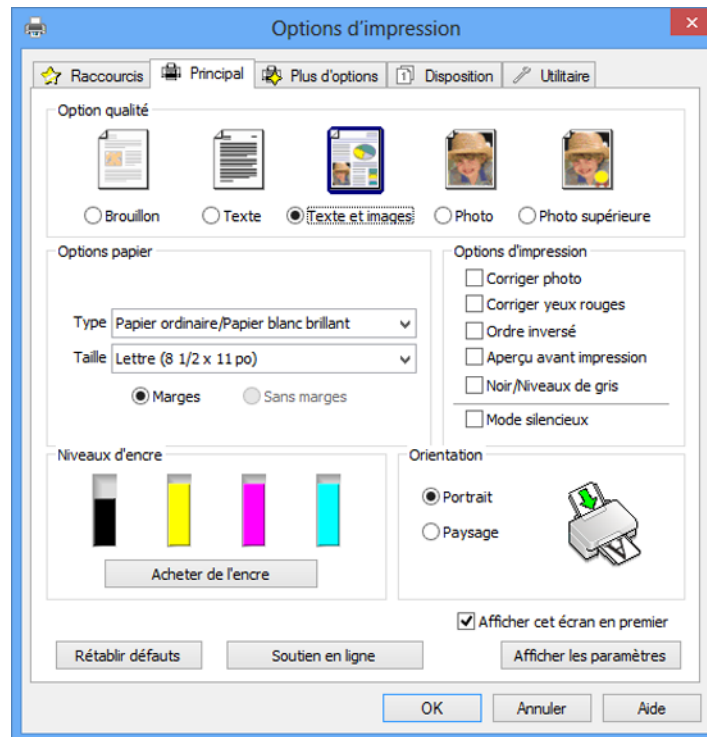 Options d'impression
Raccourcis Principal Plus d'options 1 Disposition Utilitaire
Option qualité
Brouillon Texte Texte et images Photo Photo supérieure
Options papier
Type Papier ordinaire/Papier blanc brillant
Taille Lettre (8 1/2 x 11 po)
Marges Sans marges
Options d'impression
Corriger photo
Corriger yeux rouges
Ordre inversé
Aperçu avant impression
Noir/Niveaux de gris
Mode silencieux
Niveaux d'encre
Acheter de l'encre
Orientation
Portrait
Paysage
Afficher cet écran en premier
Rétablir défauts Soutien en ligne Afficher les paramètres
OK Annuler Aide